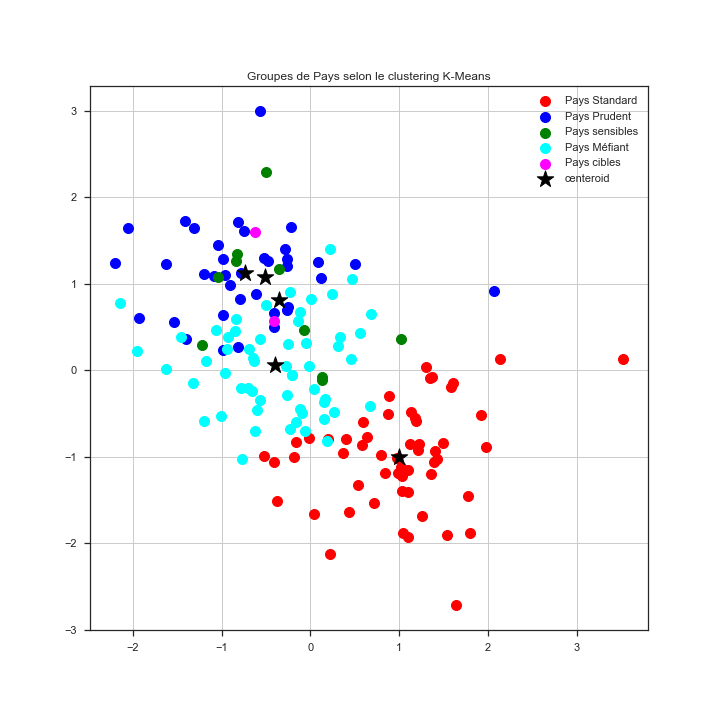 Groupes de Pays selon le clustering K-Means
Pays Standard
Pays Prudent
Pays sensibles
Pays Méfiant
Pays cibles
œnteroid
3
2
1
0
−1
−2
−3
−2
−1
0
1
2
3